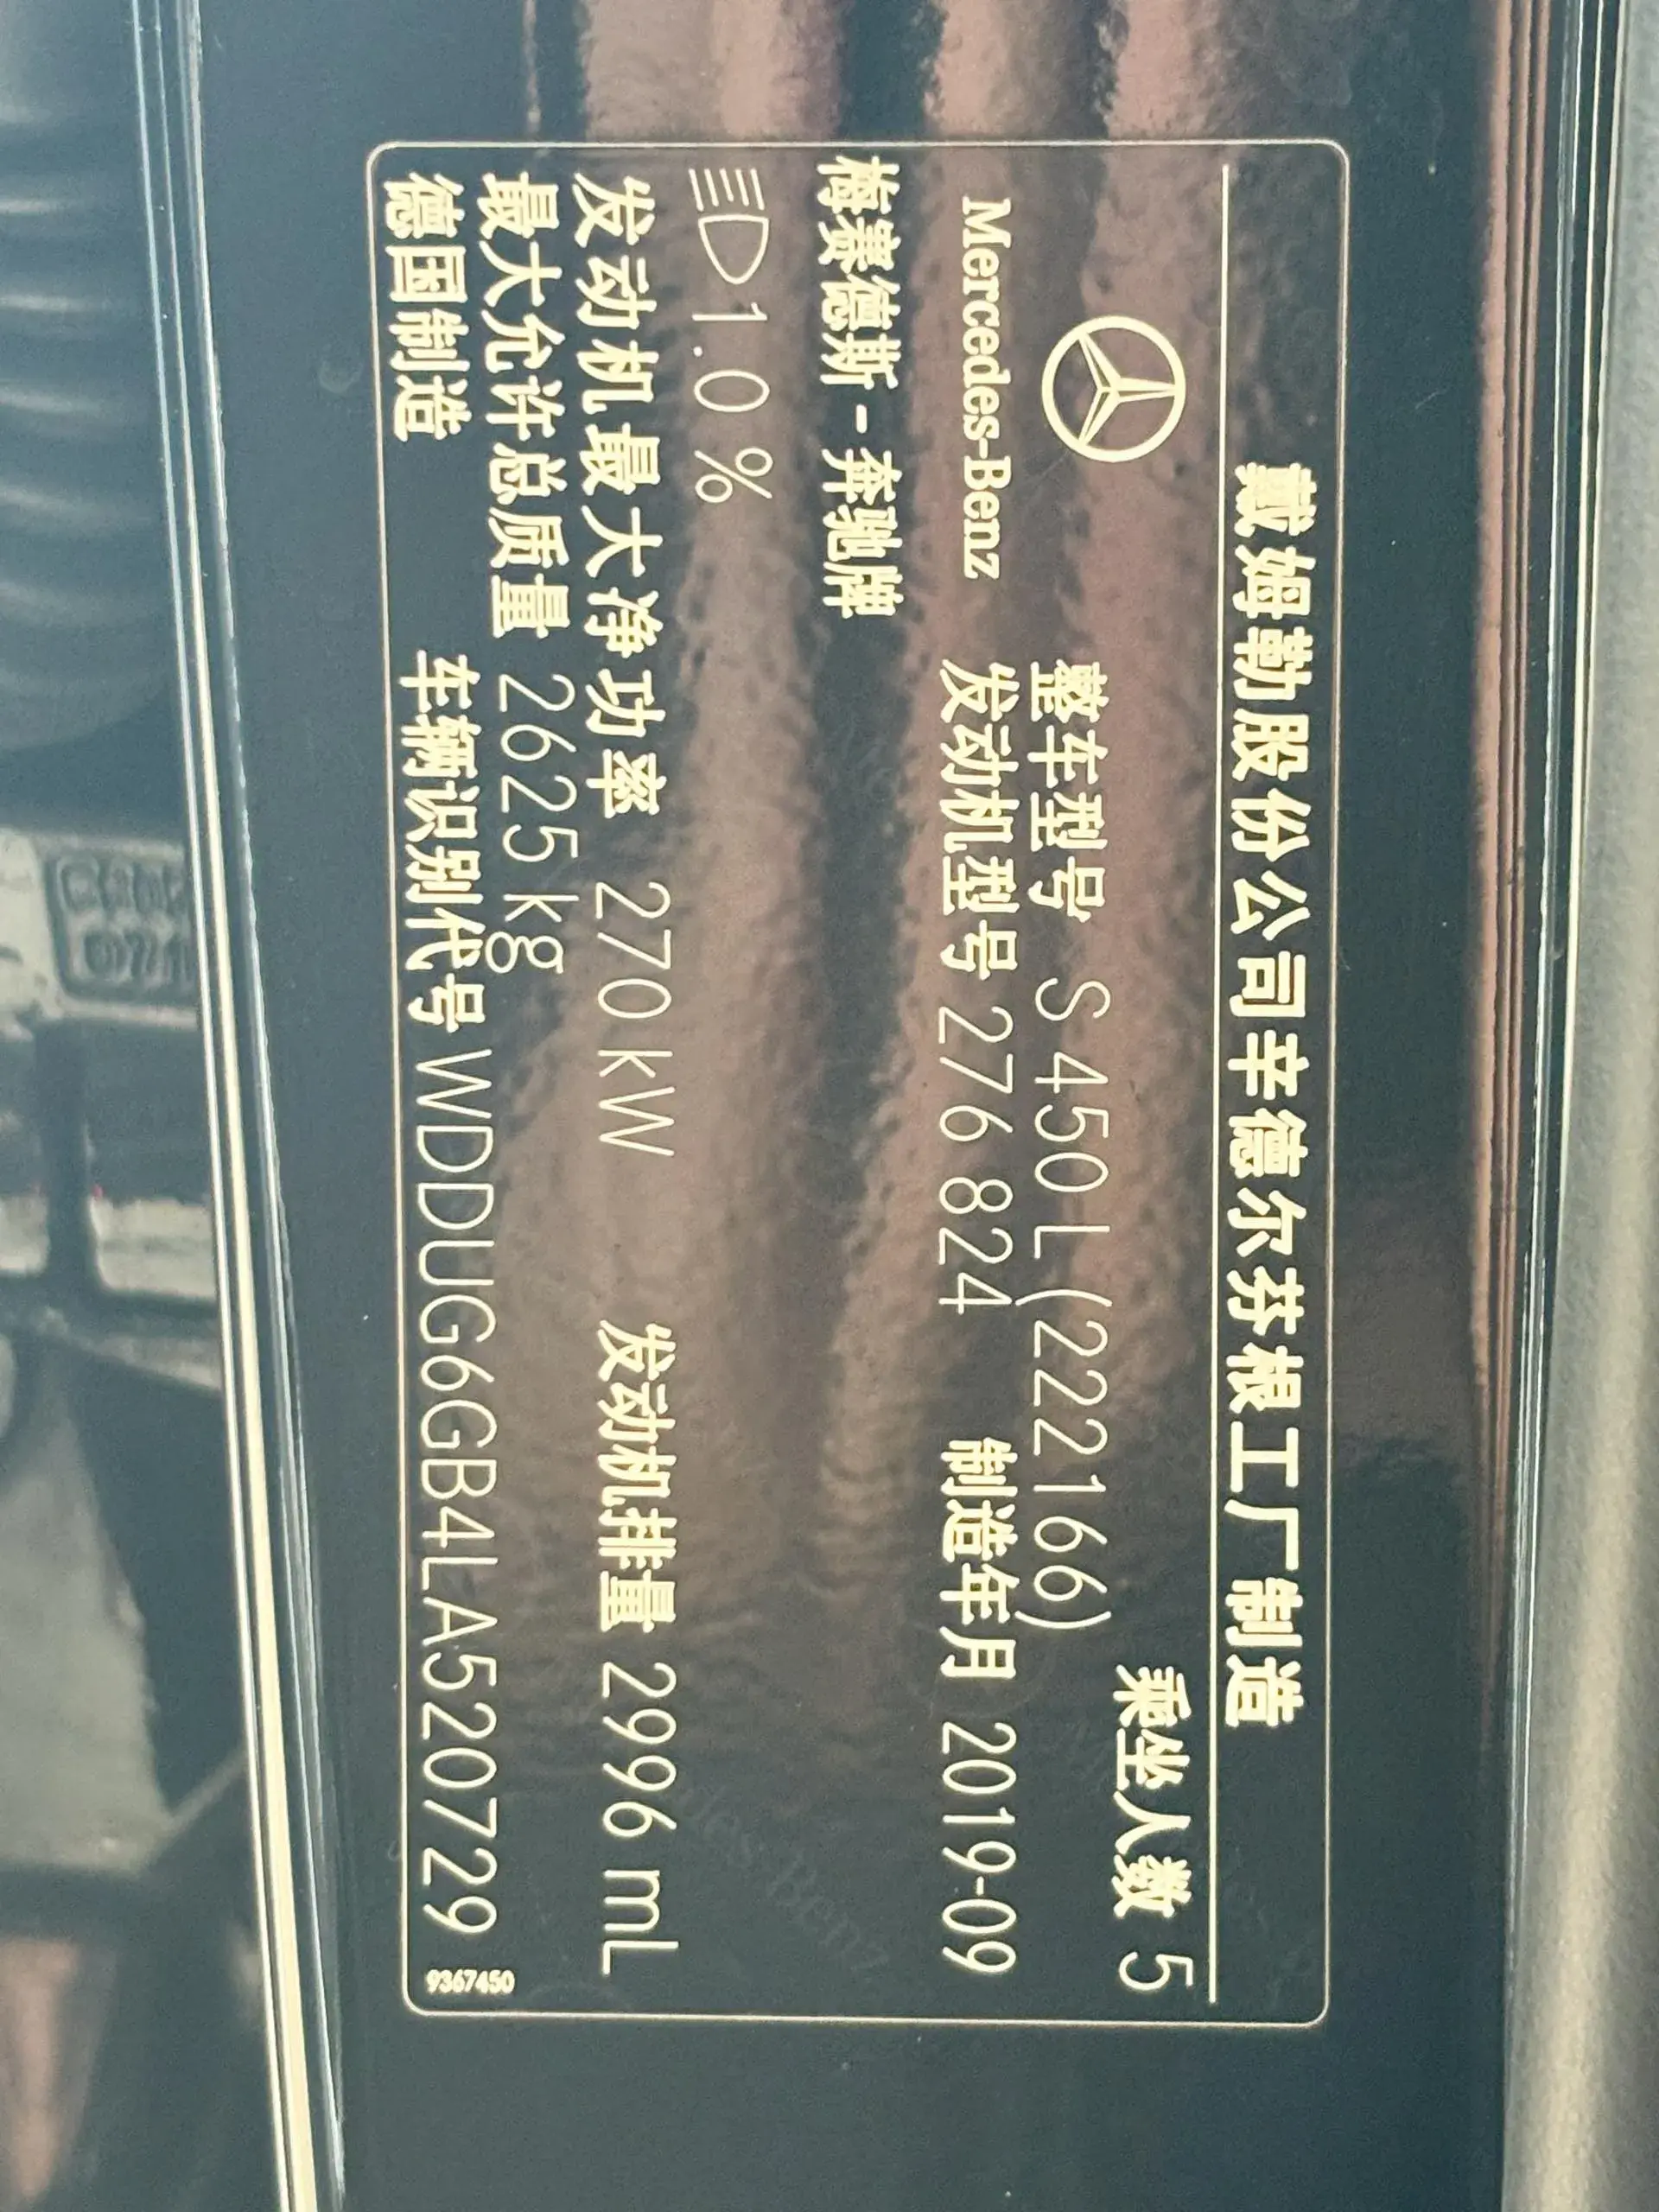 戴姆勒股份公司辛德尔芬根工厂制造
乘坐人数 5
整车型号 S 450 L (222166)
Mercedes-Benz 发动机型号 276 824 制造年月 2019-09
梅赛德斯-奔驰牌
1.0 %
发动机最大净功率 270 kW 发动机排量 2996 mL
最大允许总质量 2625 kg
德国制造 车辆识别代号 WDDUG6GB4LA520729 9367450